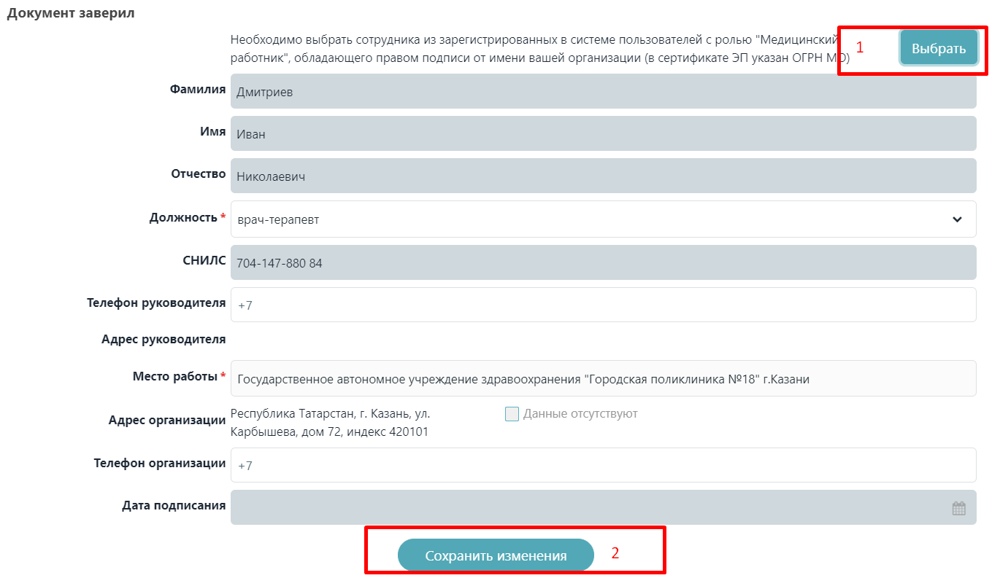 Документ заверил
Необходимо выбрать сотрудника из зарегистрированных в системе пользователей с ролью "Медицинский
работник", обладающего правом подписи от имени вашей организации (в сертификате ЭП указан ОГРН МО)
1
Выбрать
Фамилия
Дмитриев
Имя
Иван
Отчество
Николаевич
Должность *
врач-терапевт
СНИЛС
704-147-880 84
Телефон руководителя
+7
Адрес руководителя
Место работы *
Государственное автономное учреждение здравоохранения "Городская поликлиника №18" г.Казани
Адрес организации
Республика Татарстан, г. Казань, ул.
Карбышева, дом 72, индекс 420101
Данные отсутствуют
Телефон организации
+7
Дата подписания
Сохранить изменения
2